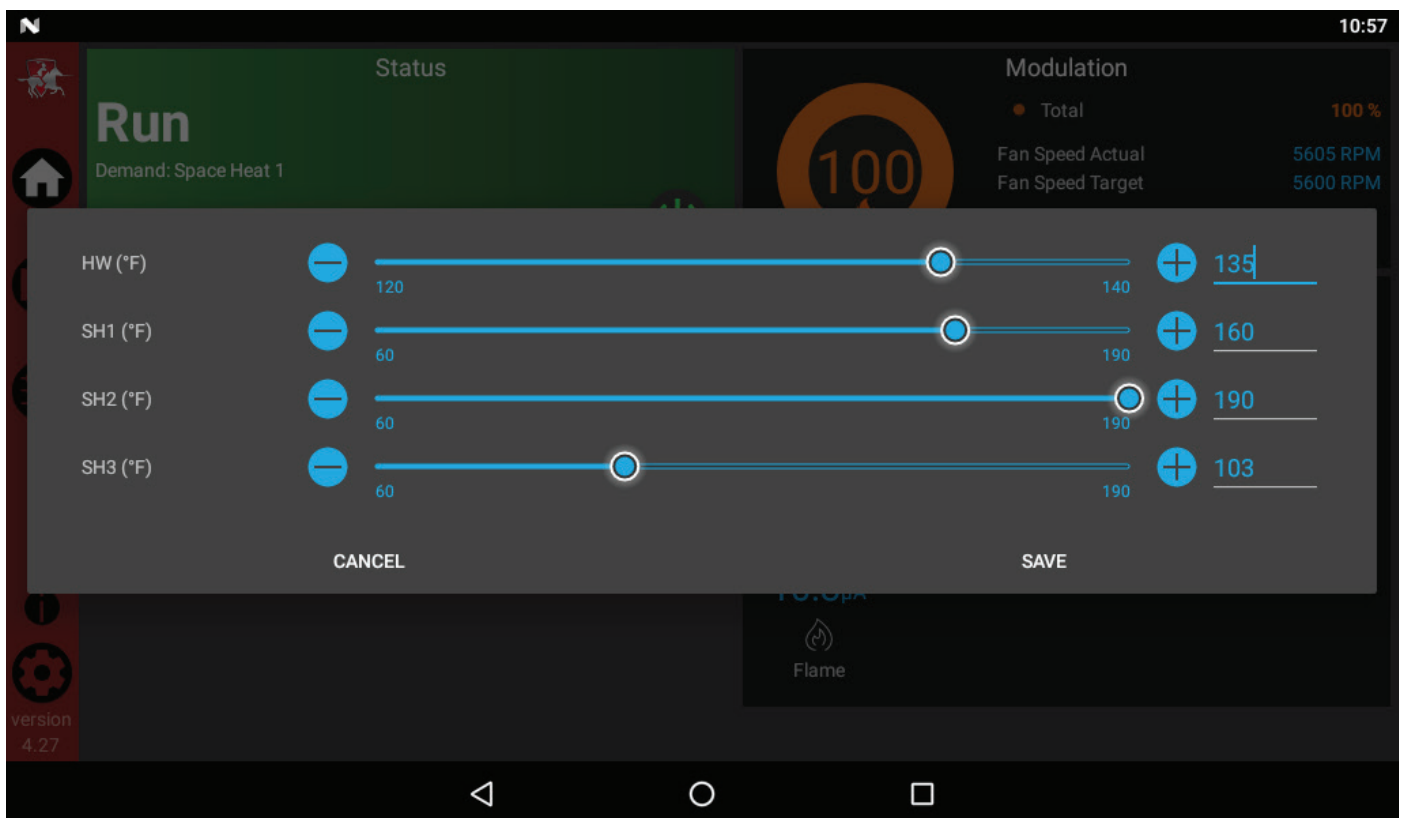 10:57
Status
Run
Demand: Space Heat 1
Modulation
100
Total 100 %
Fan Speed Actual 5605 RPM
Fan Speed Target 5600 RPM
HW (°F) 135
120 140
SH1 (°F) 160
60 190
SH2 (°F) 190
60 190
SH3 (°F) 103
60 190
CANCEL SAVE
Flame
version
4.27